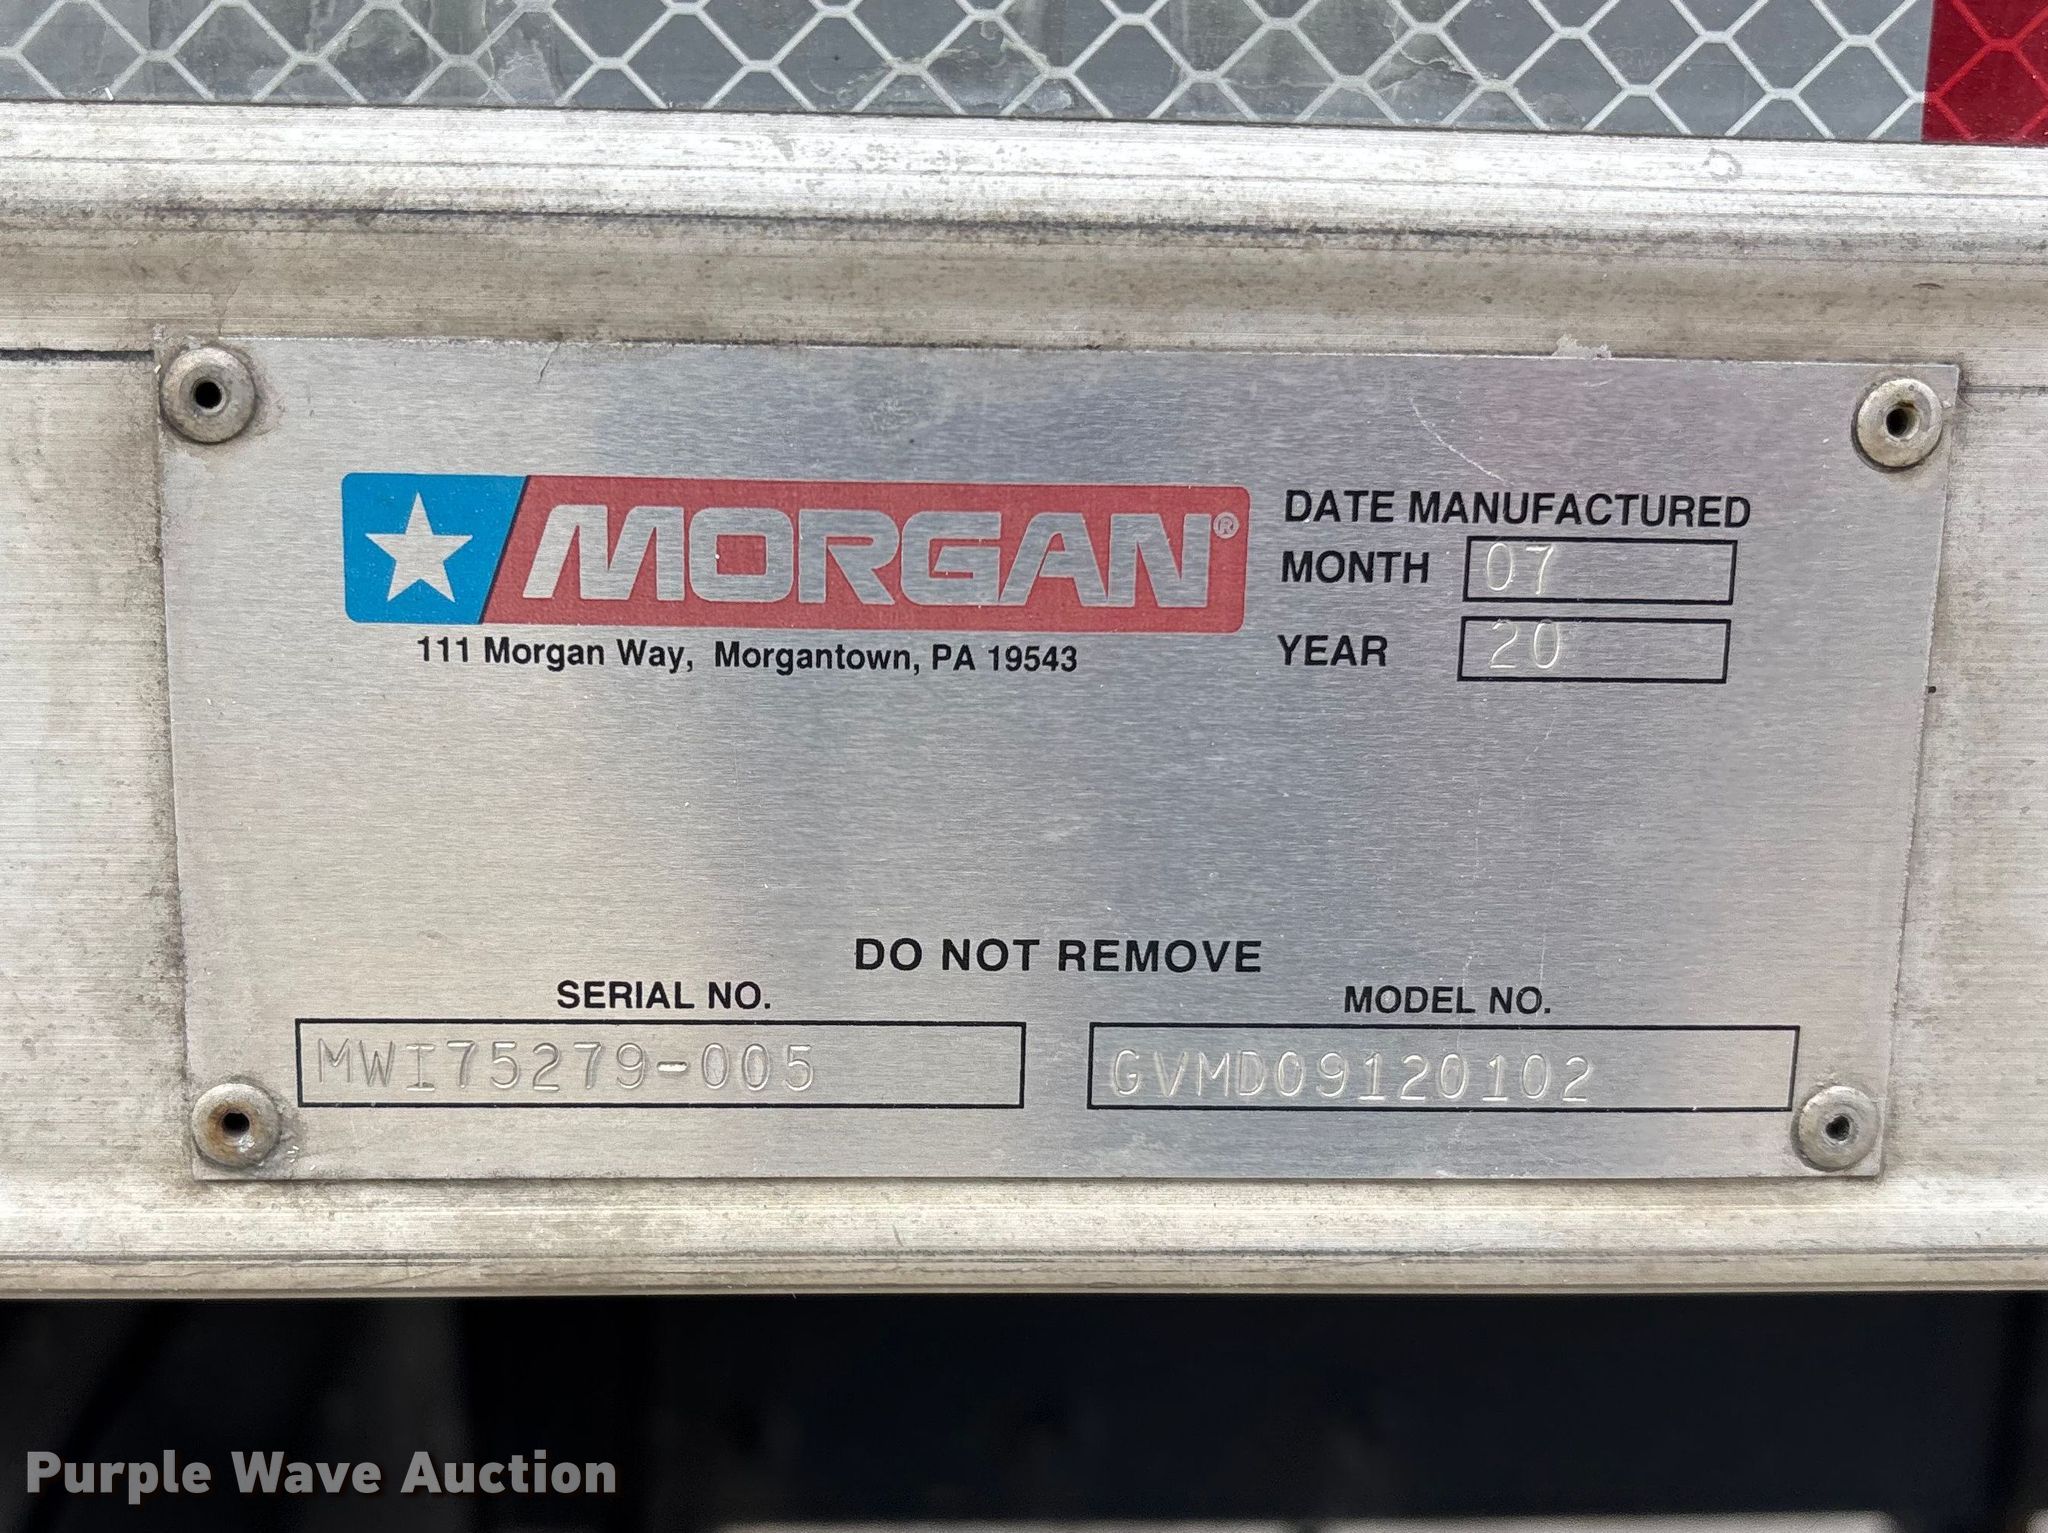 MORGAN®
111 Morgan Way, Morgantown, PA 19543
DATE MANUFACTURED
MONTH 07
YEAR 20
DO NOT REMOVE
SERIAL NO.
MWI75279-005
MODEL NO.
GVMD09120102
Purple Wave Auction